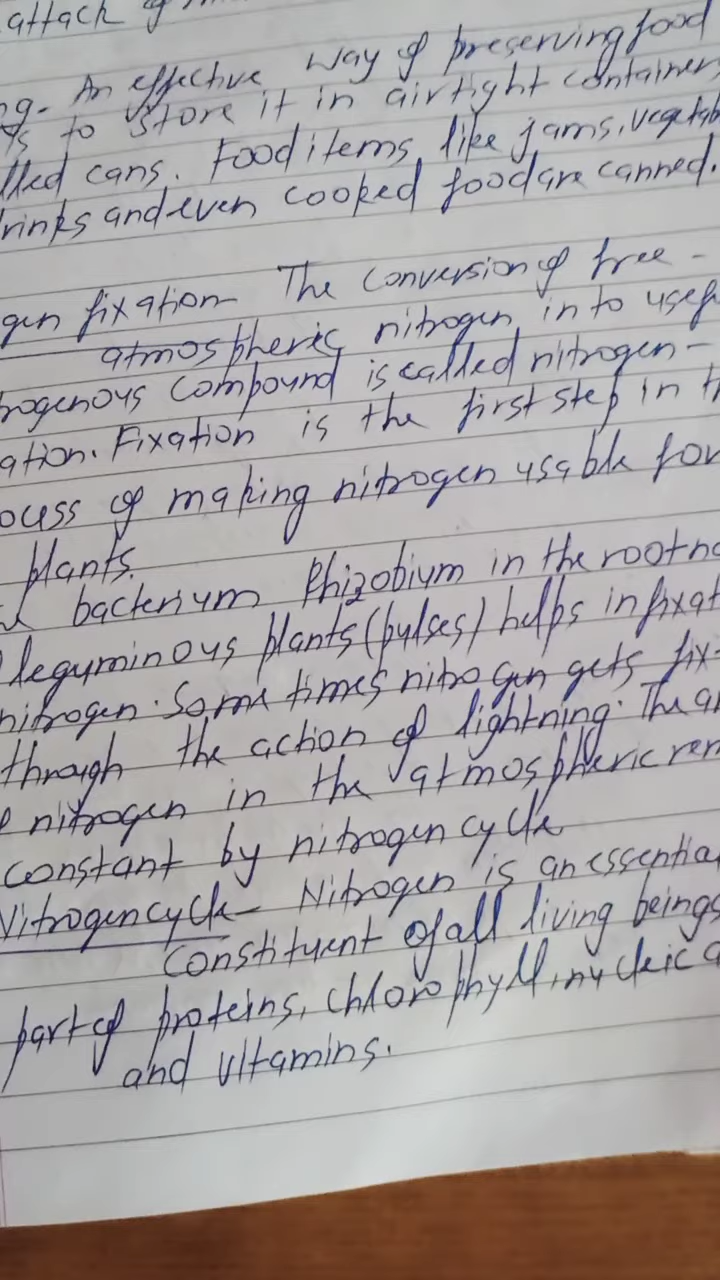 attack of
ng- An effective way of preserving food
is to store it in airtight container
lled cans. Food items like jams, vegetab
rinks and even cooked food are canned.
gen fixation- The conversion of free -
atmospheric nitrogen into usef
rogenous compound is called nitrogen-
ation. Fixation is the first step in t
ocess of making nitrogen usable for
plants.
bacterium Rhizobium in the rootno
leguminous plants (pulses) helps in fixat
nitrogen. Some times nitrogen gets fix-
through the action of lightning. The a
nitrogen in the atmospheric rem
constant by nitrogen cycle
Nitrogen cycle- Nitrogen is an essentia
constituent of all living beings
part of proteins, chlorophyll, nucleic a
and vitamins.